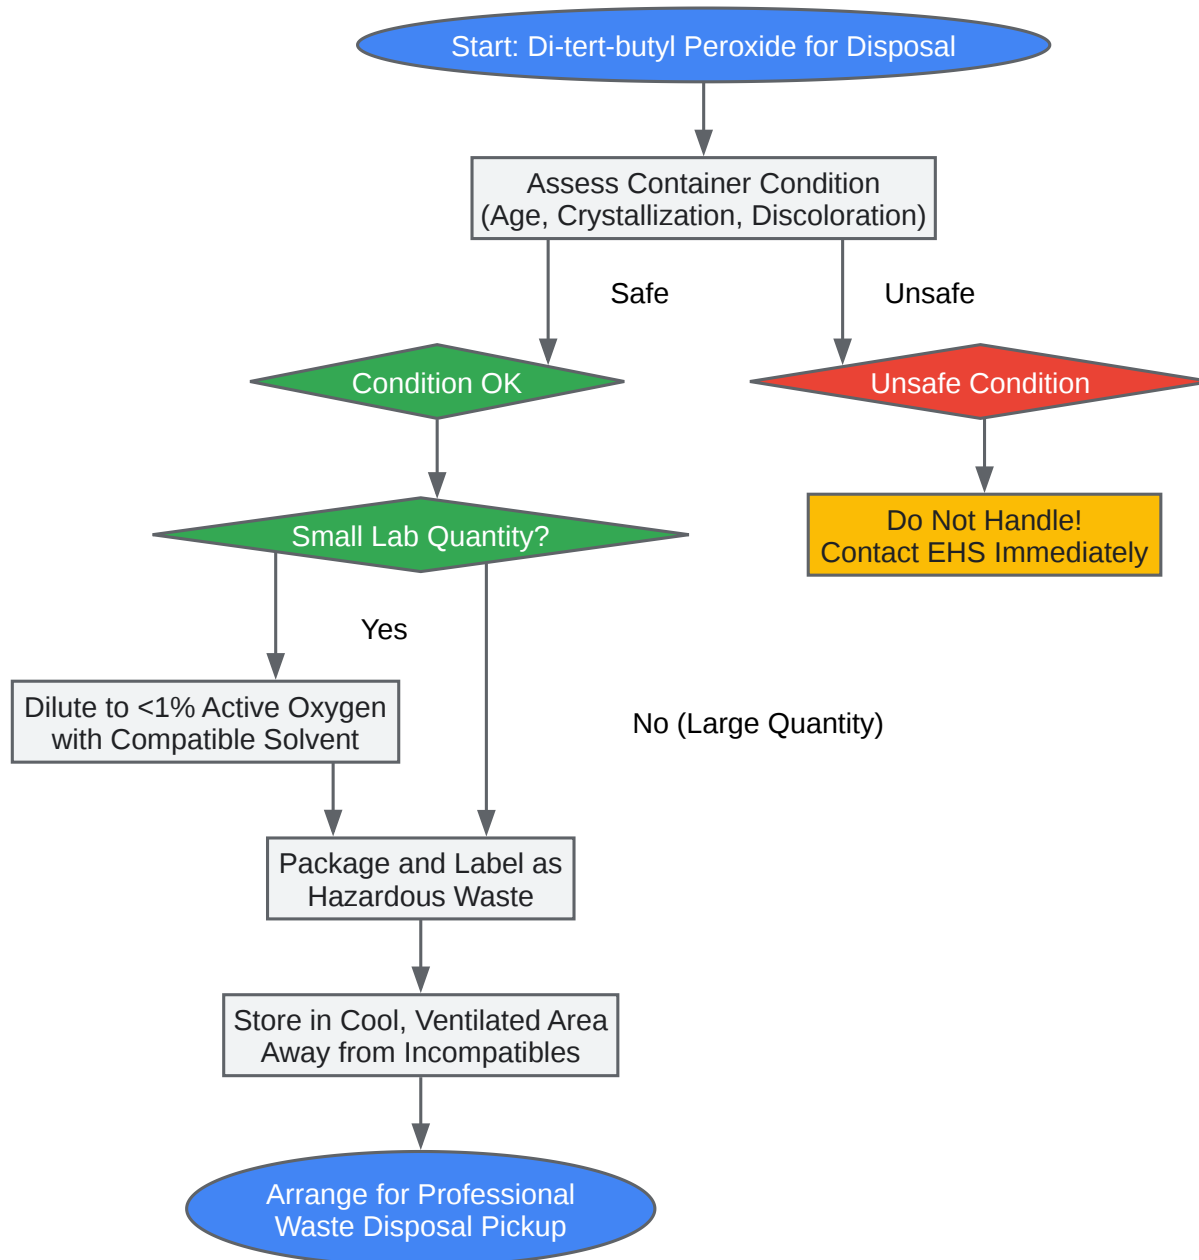 Start: Di-tert-butyl Peroxide for Disposal
Assess Container Condition
(Age, Crystallization, Discoloration)
Safe
Unsafe
Condition OK
Unsafe Condition
Small Lab Quantity?
Do Not Handle!
Contact EHS Immediately
Yes
Dilute to <1% Active Oxygen
with Compatible Solvent
No (Large Quantity)
Package and Label as
Hazardous Waste
Store in Cool, Ventilated Area
Away from Incompatibles
Arrange for Professional
Waste Disposal Pickup